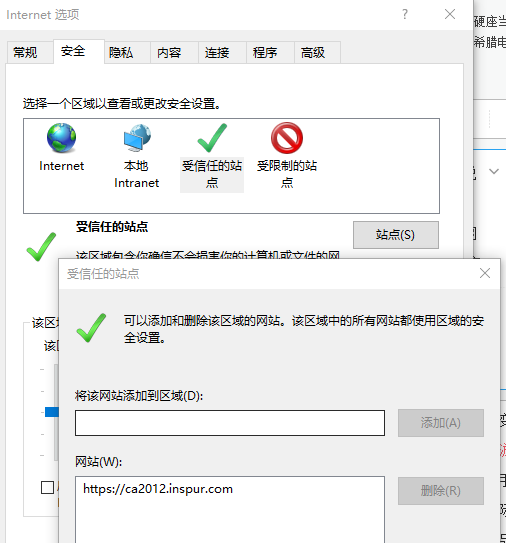 Internet 选项
硬座当
希腊电
常规 安全 隐私 内容 连接 程序 高级
选择一个区域以查看或更改安全设置。
Internet
本地
Intranet
受信任的站
点
受限制的站
点
受信任的站点
站点(S)
该区域包含你确信不会损害你的计算机或文件的网
受信任的站点
可以添加和删除该区域的网站。该区域中的所有网站都使用区域的安
全设置。
该区
该
将该网站添加到区域(D):
添加(A)
网站(W):
https://ca2012.inspur.com
删除(R)